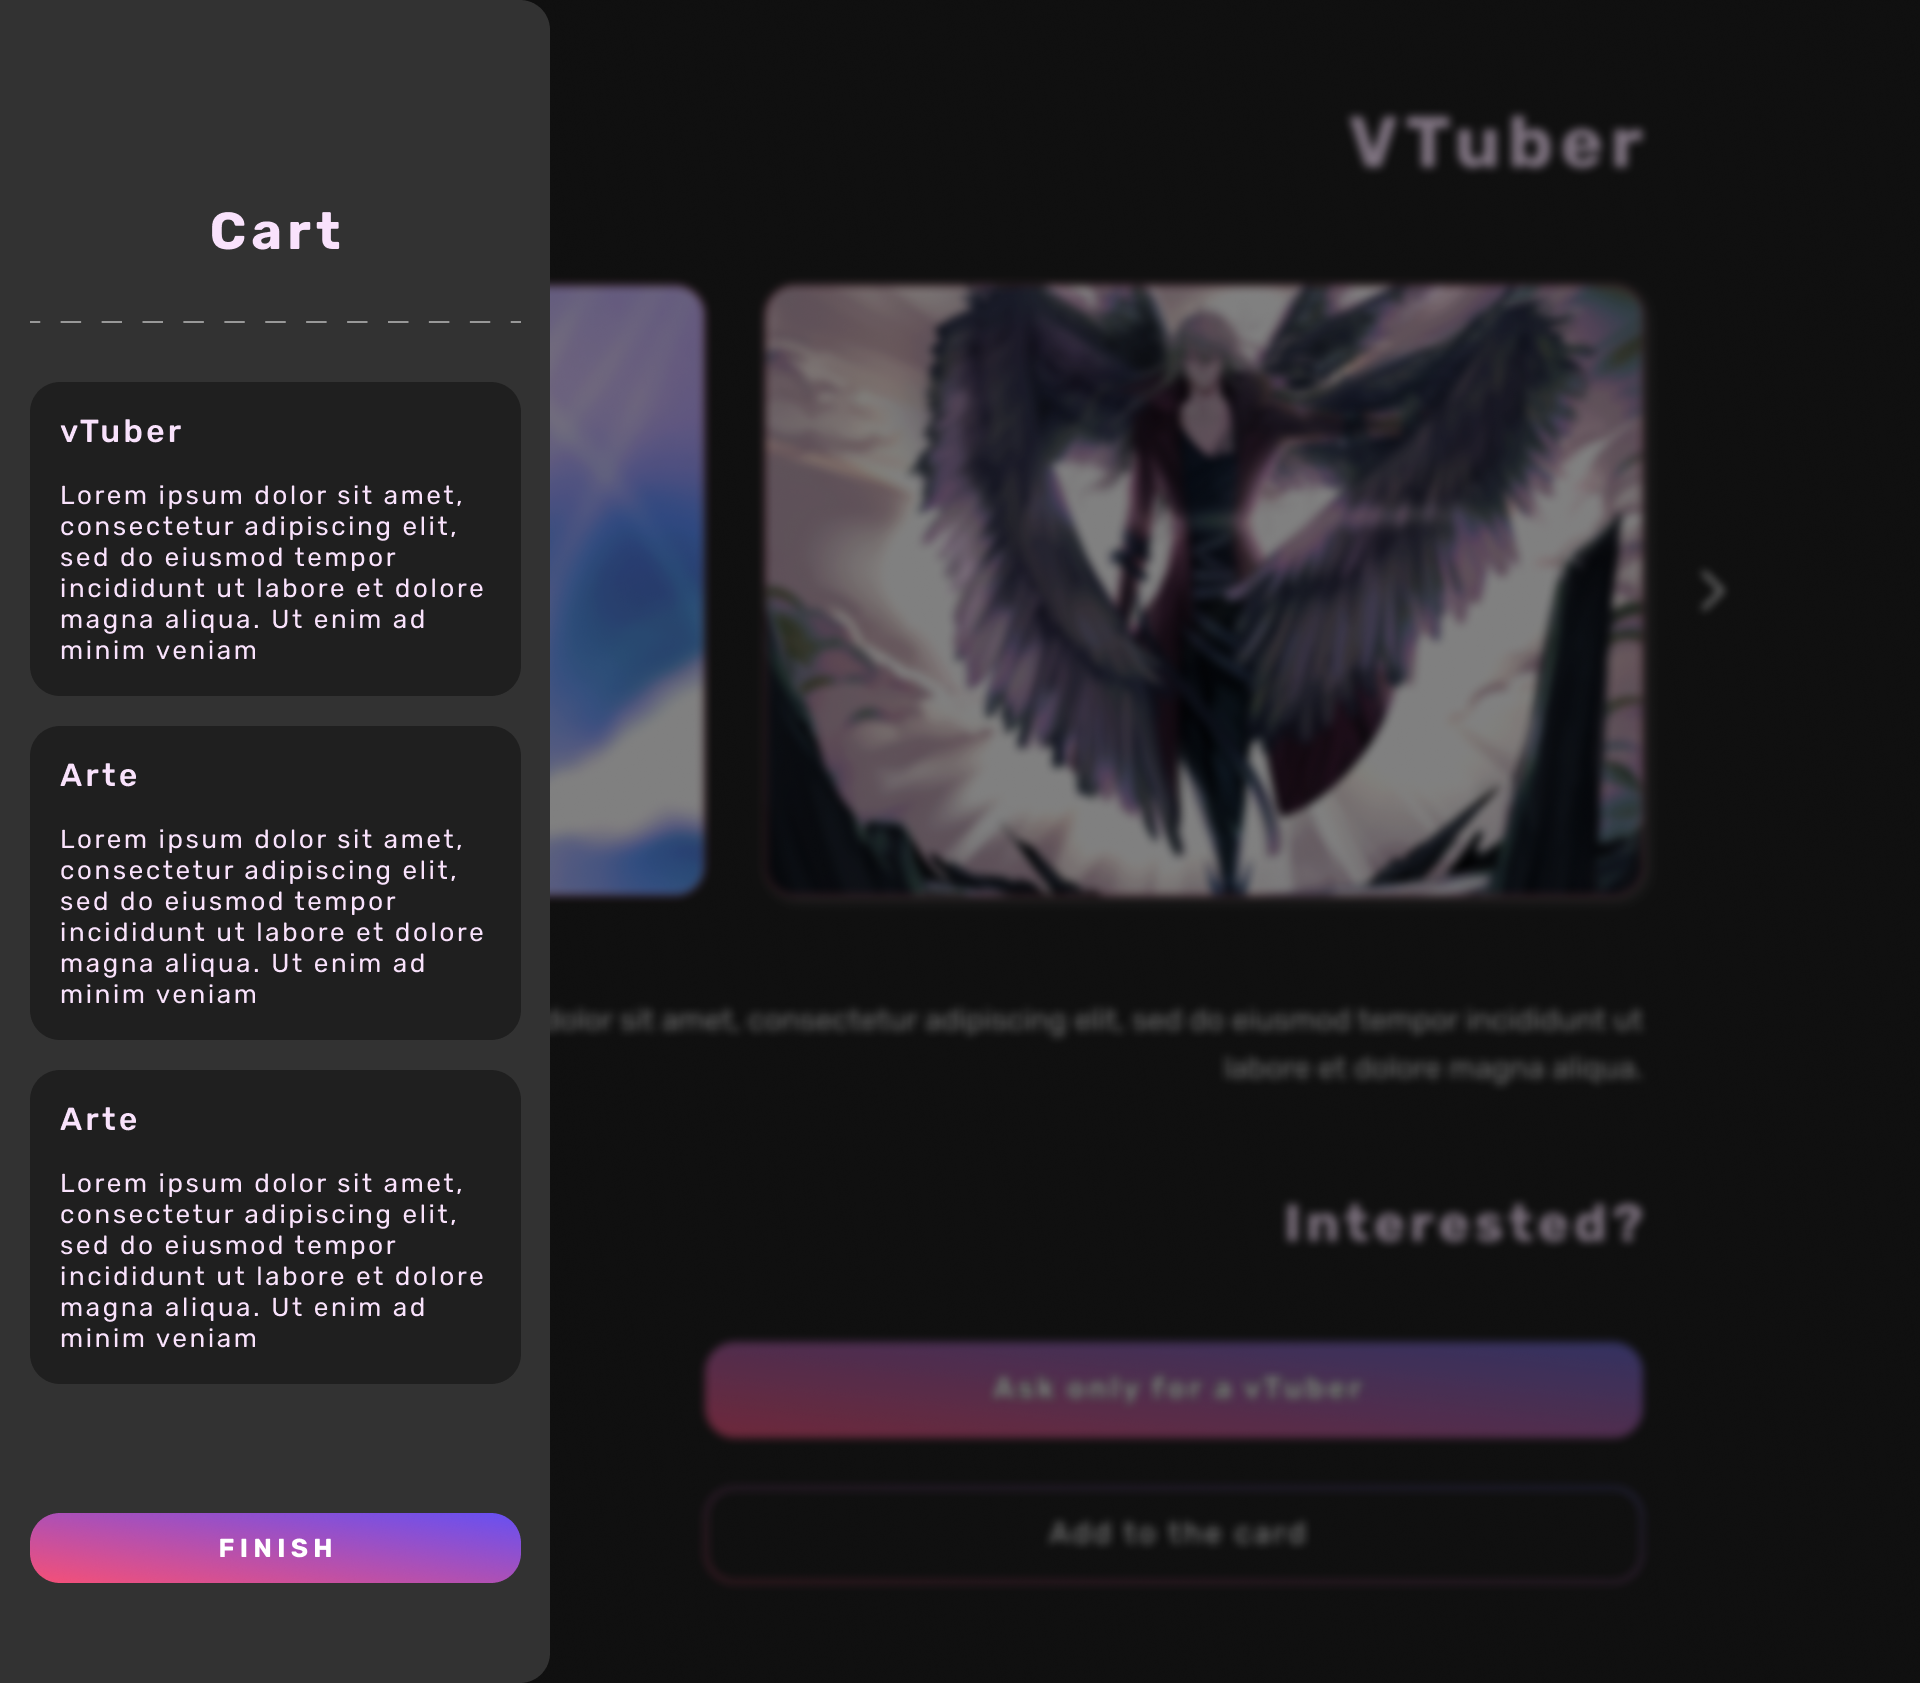 Cart
vTuber
Lorem ipsum dolor sit amet,
consectetur adipiscing elit,
sed do eiusmod tempor
incididunt ut labore et dolore
magna aliqua. Ut enim ad
minim veniam
Arte
Lorem ipsum dolor sit amet,
consectetur adipiscing elit,
sed do eiusmod tempor
incididunt ut labore et dolore
magna aliqua. Ut enim ad
minim veniam
Arte
Lorem ipsum dolor sit amet,
consectetur adipiscing elit,
sed do eiusmod tempor
incididunt ut labore et dolore
magna aliqua. Ut enim ad
minim veniam
FINISH
VTuber
dolor sit amet, consectetur adipiscing elit, sed do eiusmod tempor incididunt ut
labore et dolore magna aliqua.
Interested?
Ask only for a vTuber
Add to the card